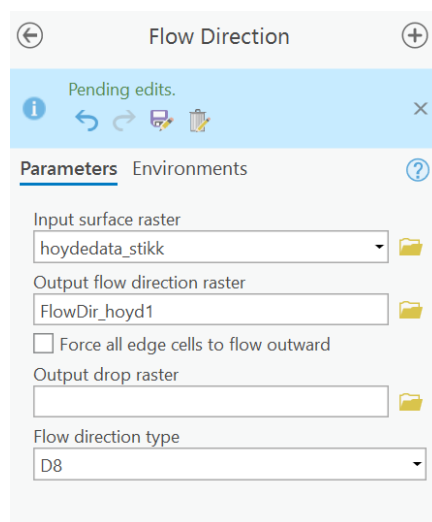 Flow Direction
Pending edits.
Parameters Environments
Input surface raster
hoydedata_stikk
Output flow direction raster
FlowDir_hoyd1
Force all edge cells to flow outward
Output drop raster
Flow direction type
D8